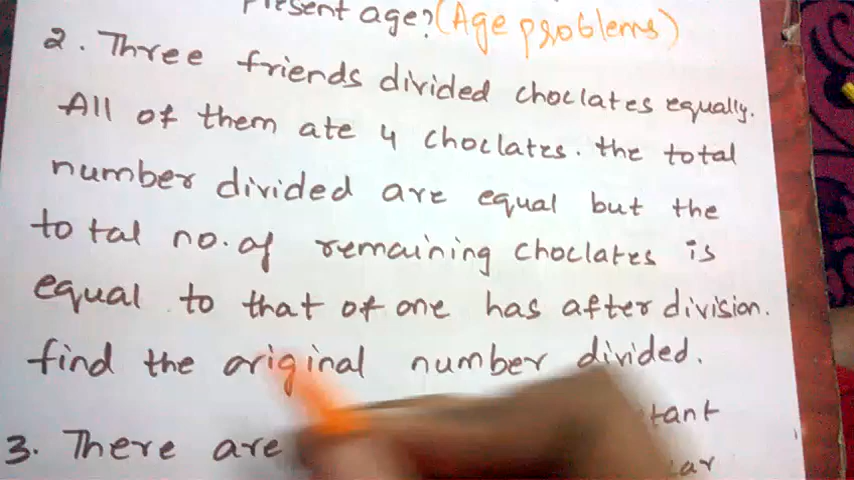 Present age? (Age problems)
2. Three friends divided choclates equally.
All of them ate 4 choclates. the total
number divided are equal but the
total no. of remaining choclates is
equal to that of one has after division.
find the original number divided.
tant
3. There are
ar